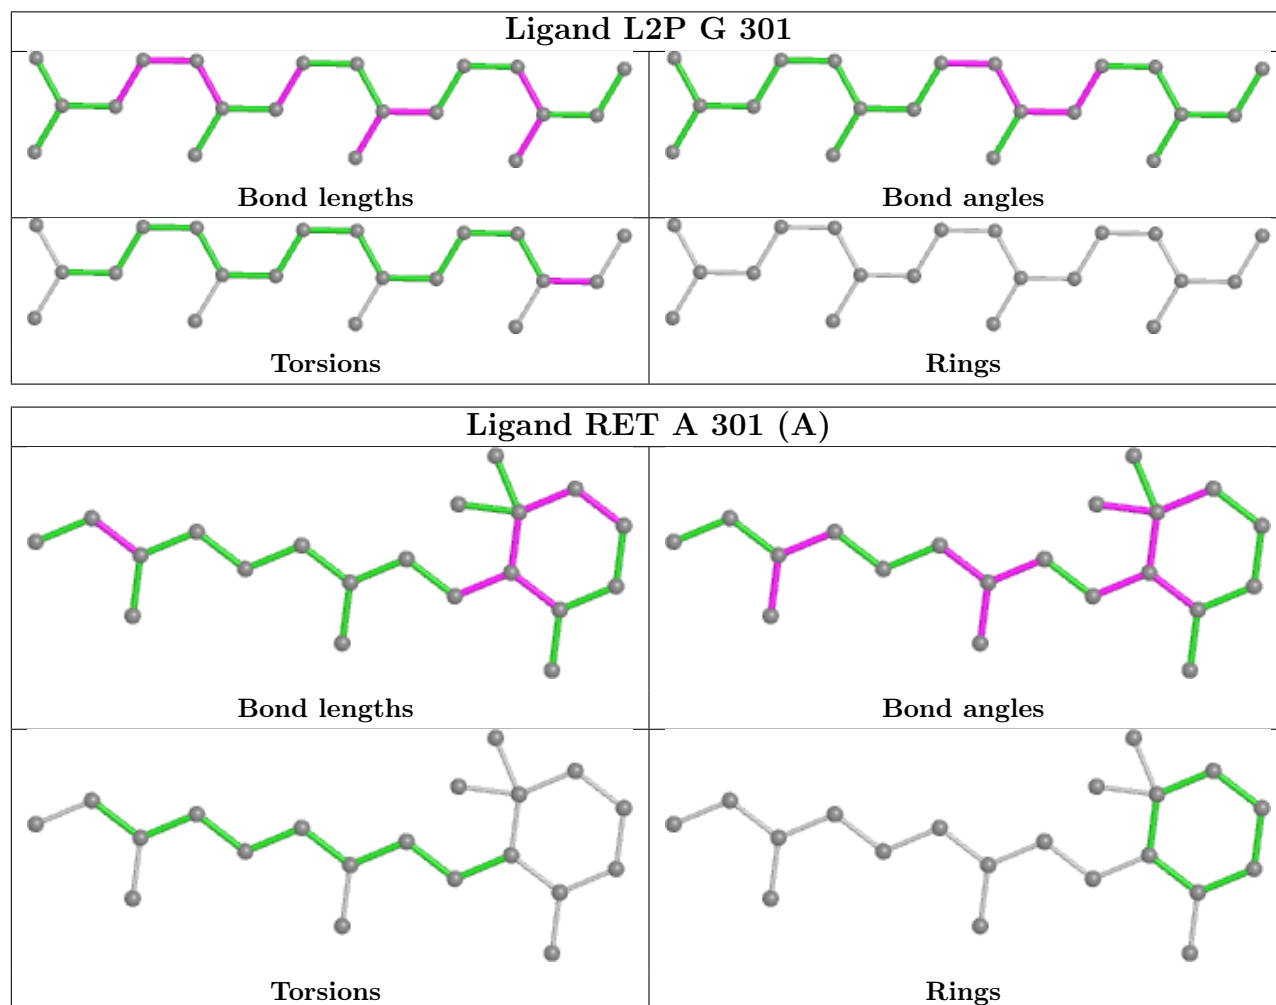 Ligand L2P G 301
Bond lengths
Bond angles
Torsions
Rings
Ligand RET A 301 (A)
Bond lengths
Bond angles
Torsions
Rings